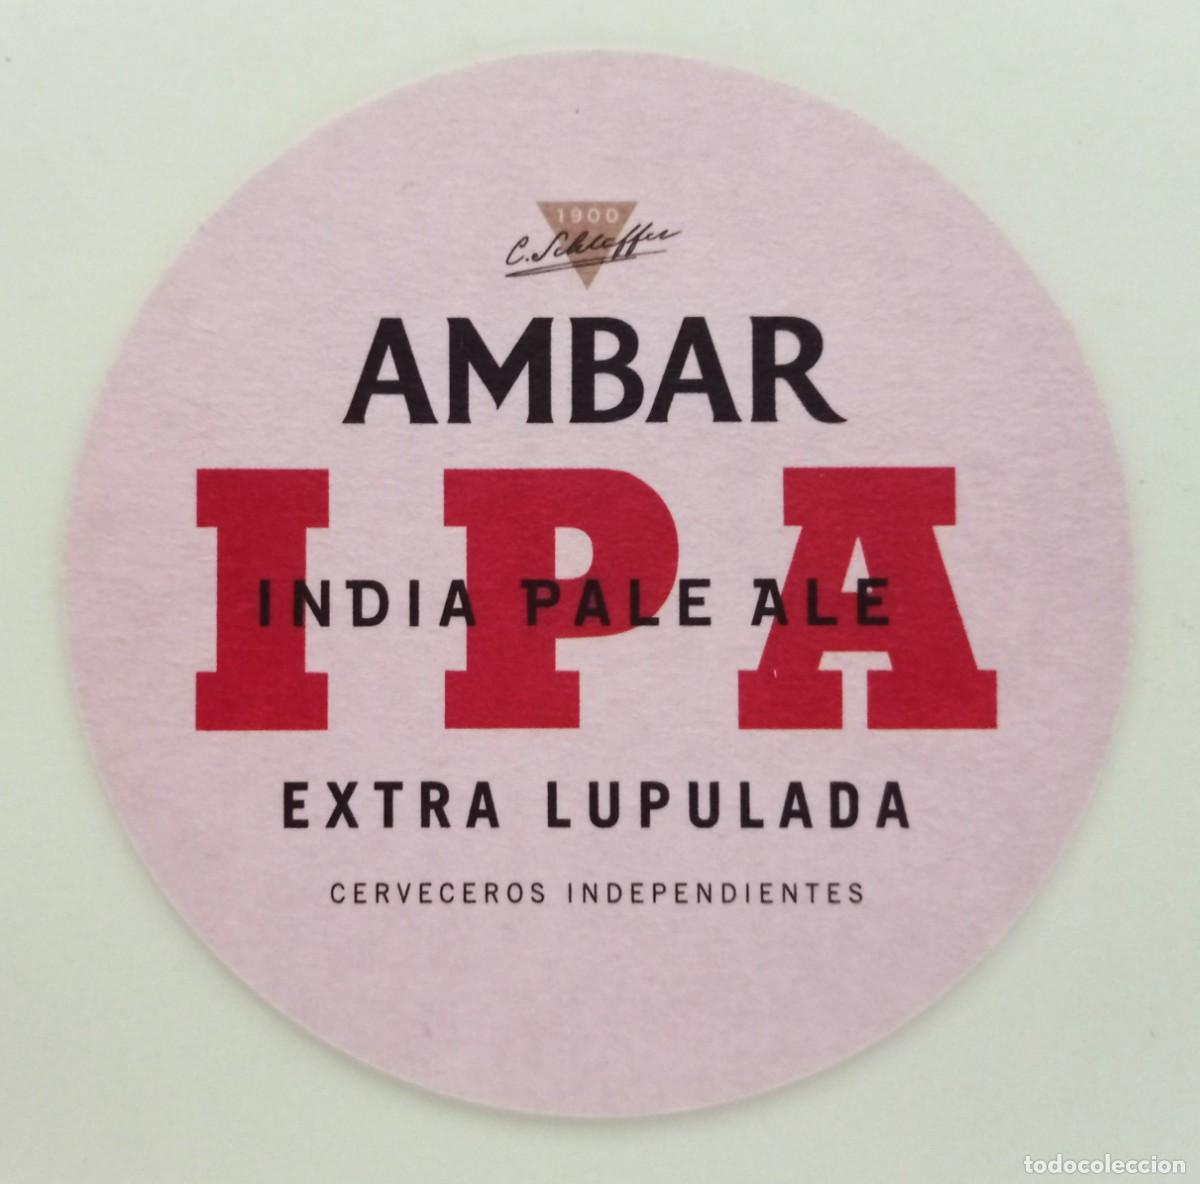 1900
C. Schlaffer
AMBAR
IPA
INDIA PALE ALE
EXTRA LUPULADA
CERVECEROS INDEPENDIENTES
todocoleccion